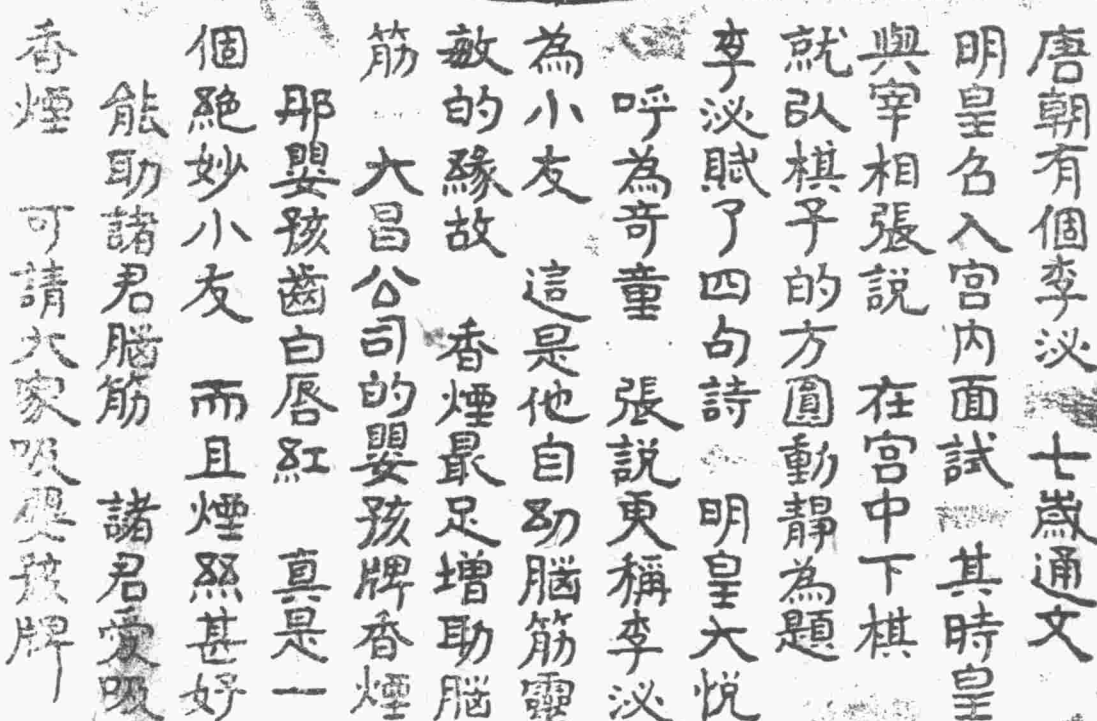 唐朝有個李泌 七歲通文
明皇召入宮內面試 其時皇
與宰相張説 在宮中下棋
就以棋子的方圓動靜為題
李泌賦了四句詩 明皇大悅
呼為奇童 張説更稱李泌
為小友 這是他自幼腦筋靈
敏的緣故 香煙最足增助腦
筋 大昌公司的嬰孩牌香煙
那嬰孩齒白唇紅 真是一
個絶妙小友 而且煙絲甚好
能助諸君腦筋 諸君愛吸
香煙 可請大家吸嬰孩牌